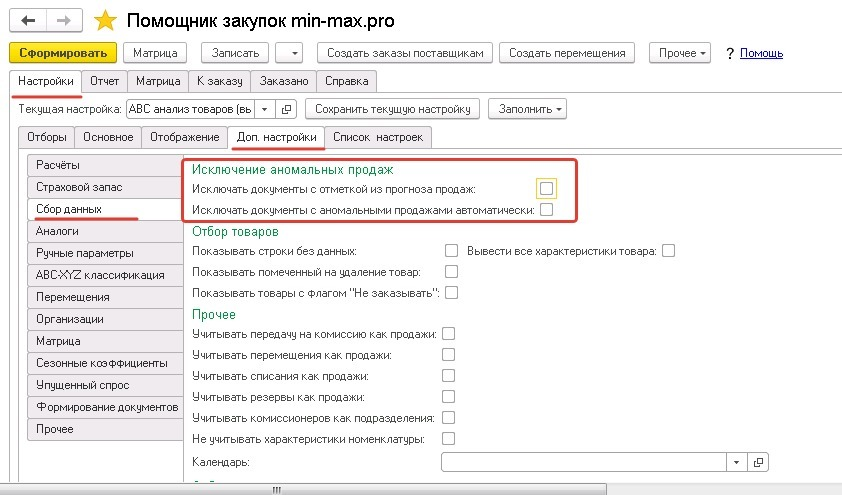 Помощник закупок min-max.pro
Сформировать Матрица Записать Создать заказы поставщикам Создать перемещения Прочее ? Помощь
Настройки Отчет Матрица К заказу Заказано Справка
Текущая настройка: ABC анализ товаров (вы Сохранить текущую настройку Заполнить
Отборы Основное Отображение Доп. настройки Список настроек
Расчёты
Страховой запас
Сбор данных
Аналоги
Ручные параметры
ABC-XYZ классификация
Перемещения
Организации
Матрица
Сезонные коэффициенты
Упущенный спрос
Формирование документов
Прочее
Исключение аномальных продаж
Исключать документы с отметкой из прогноза продаж:
Исключать документы с аномальными продажами автоматически:
Отбор товаров
Показывать строки без данных: Вывести все характеристики товара:
Показывать помеченный на удаление товар:
Показывать товары с флагом "Не заказывать":
Прочее
Учитывать передачу на комиссию как продажи:
Учитывать перемещения как продажи:
Учитывать списания как продажи:
Учитывать резервы как продажи:
Учитывать комиссионеров как подразделения:
Не учитывать характеристики номенклатуры:
Календарь: